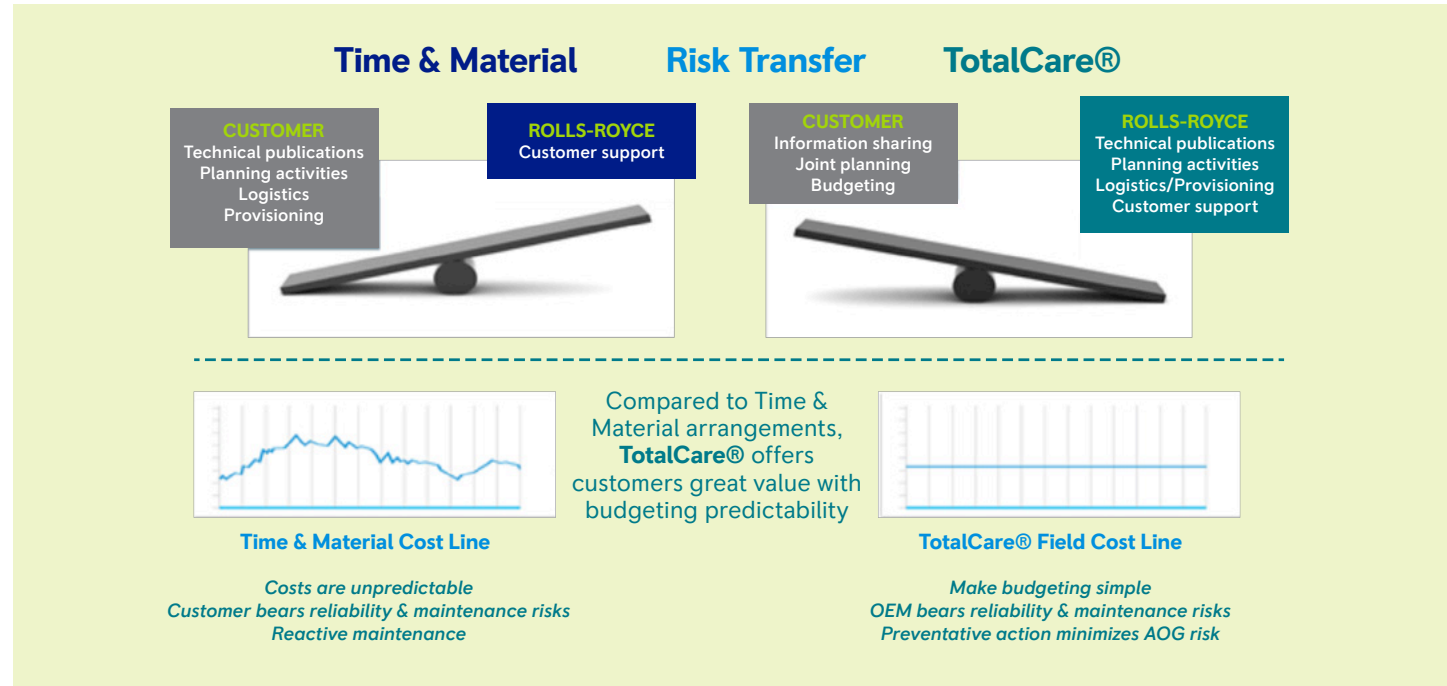 Time & Material
Risk Transfer
TotalCare®
CUSTOMER
Technical publications
Planning activities
Logistics
Provisioning
ROLLS-ROYCE
Customer support
CUSTOMER
Information sharing
Joint planning
Budgeting
ROLLS-ROYCE
Technical publications
Planning activities
Logistics/Provisioning
Customer support
Time & Material Cost Line
Costs are unpredictable
Customer bears reliability & maintenance risks
Reactive maintenance
Compared to Time &
Material arrangements,
TotalCare® offers
customers great value with
budgeting predictability
TotalCare® Field Cost Line
Make budgeting simple
OEM bears reliability & maintenance risks
Preventative action minimizes AOG risk